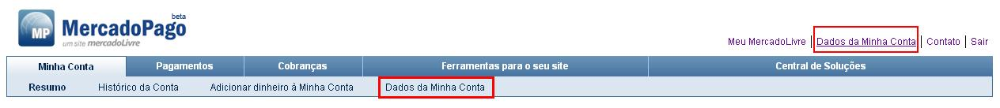 beta
MP MercadoPago
um site mercadoLivre
Meu MercadoLivre | Dados da Minha Conta | Contato | Sair
Minha Conta Pagamentos Cobranças Ferramentas para o seu site Central de Soluções
Resumo Histórico da Conta Adicionar dinheiro à Minha Conta Dados da Minha Conta